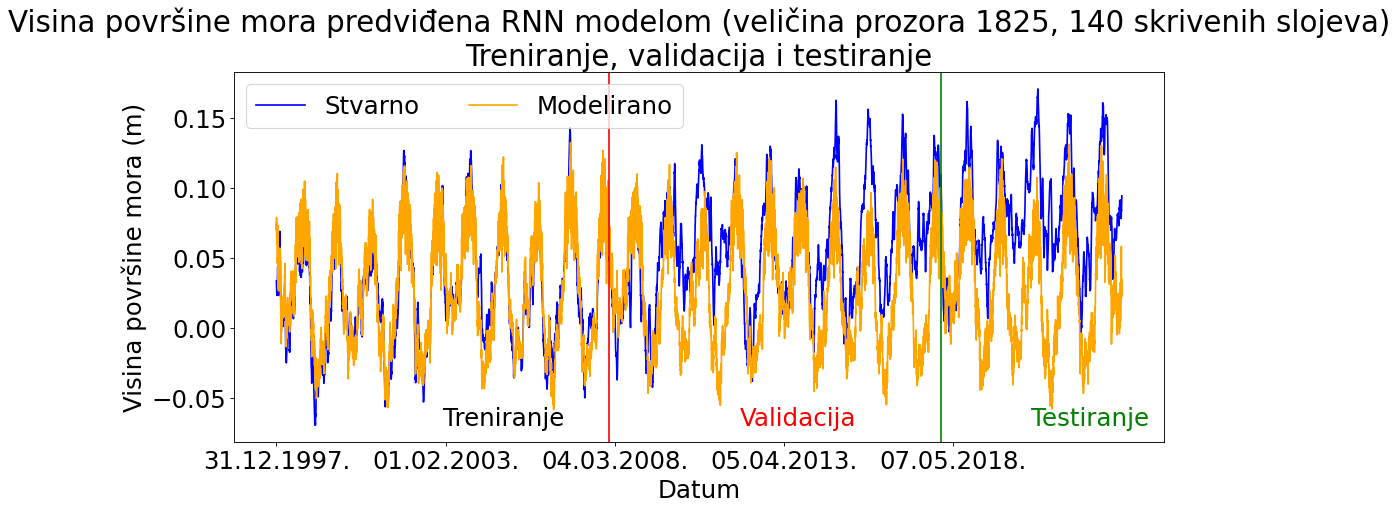 Visina površine mora predviđena RNN modelom (veličina prozora 1825, 140 skrivenih slojeva)
Treniranje, validacija i testiranje
Stvarno
Modelirano
Visina površine mora (m)
0.15
0.10
0.05
0.00
−0.05
Treniranje
Validacija
Testiranje
31.12.1997.
01.02.2003.
04.03.2008.
05.04.2013.
07.05.2018.
Datum